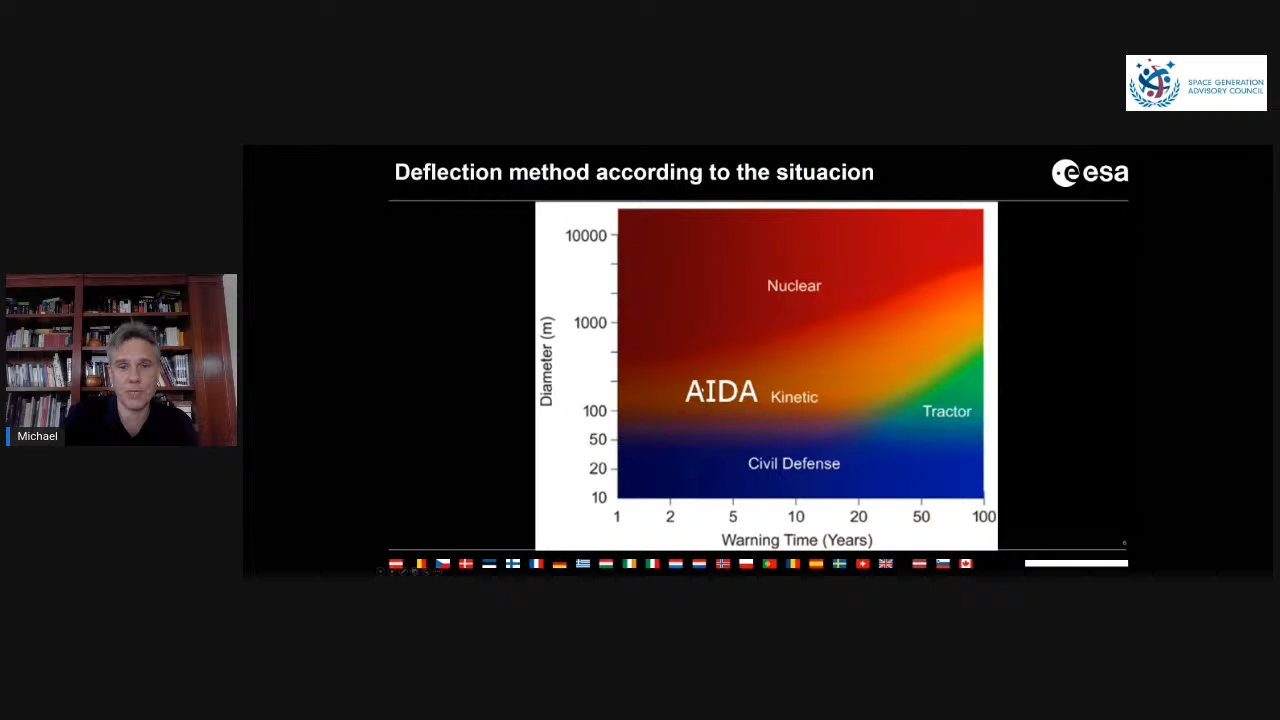 SPACE GENERATION
ADVISORY COUNCIL
Deflection method according to the situacion
esa
Diameter (m)
10000
1000
100
50
20
10
Nuclear
AIDA Kinetic
Tractor
Civil Defense
1 2 5 10 20 50 100
Warning Time (Years)
6
Michael